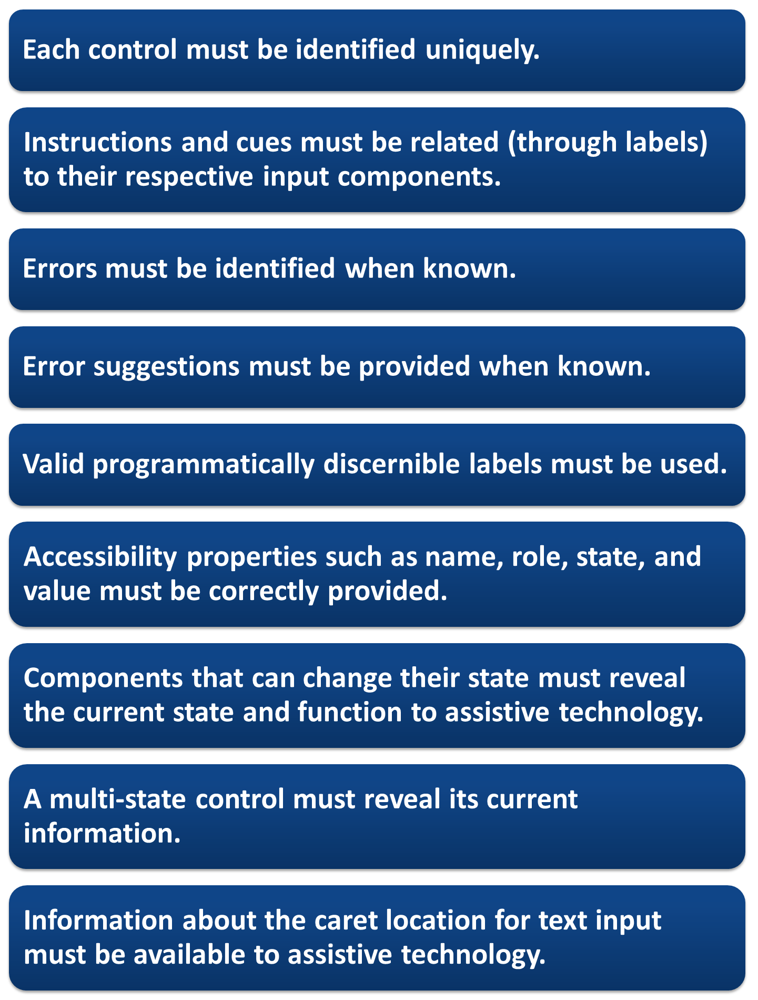 Each control must be identified uniquely.
Instructions and cues must be related (through labels)
to their respective input components.
Errors must be identified when known.
Error suggestions must be provided when known.
Valid programmatically discernible labels must be used.
Accessibility properties such as name, role, state, and
value must be correctly provided.
Components that can change their state must reveal
the current state and function to assistive technology.
A multi-state control must reveal its current
information.
Information about the caret location for text input
must be available to assistive technology.